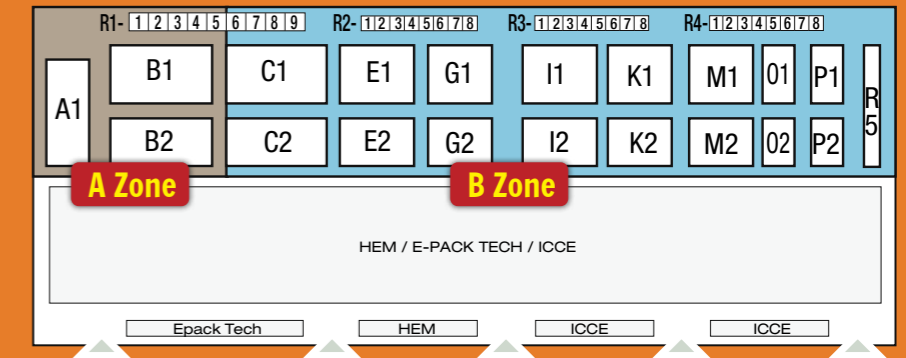 R1- 1 2 3 4 5 6 7 8 9 R2- 1 2 3 4 5 6 7 8 R3- 1 2 3 4 5 6 7 8 R4- 1 2 3 4 5 6 7 8
A1 B1 C1 E1 G1 I1 K1 M1 01 P1 R5
B2 C2 E2 G2 I2 K2 M2 02 P2
A Zone B Zone
HEM / E-PACK TECH / ICCE
Epack Tech HEM ICCE ICCE